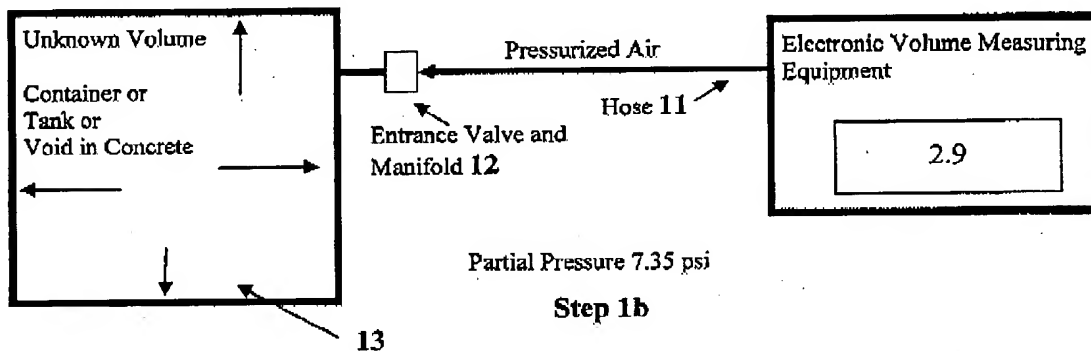 Unknown Volume
Container or
Tank or
Void in Concrete
Pressurized Air
Hose 11
Entrance Valve and
Manifold 12
Electronic Volume Measuring
Equipment
2.9
Partial Pressure 7.35 psi
Step 1b
13